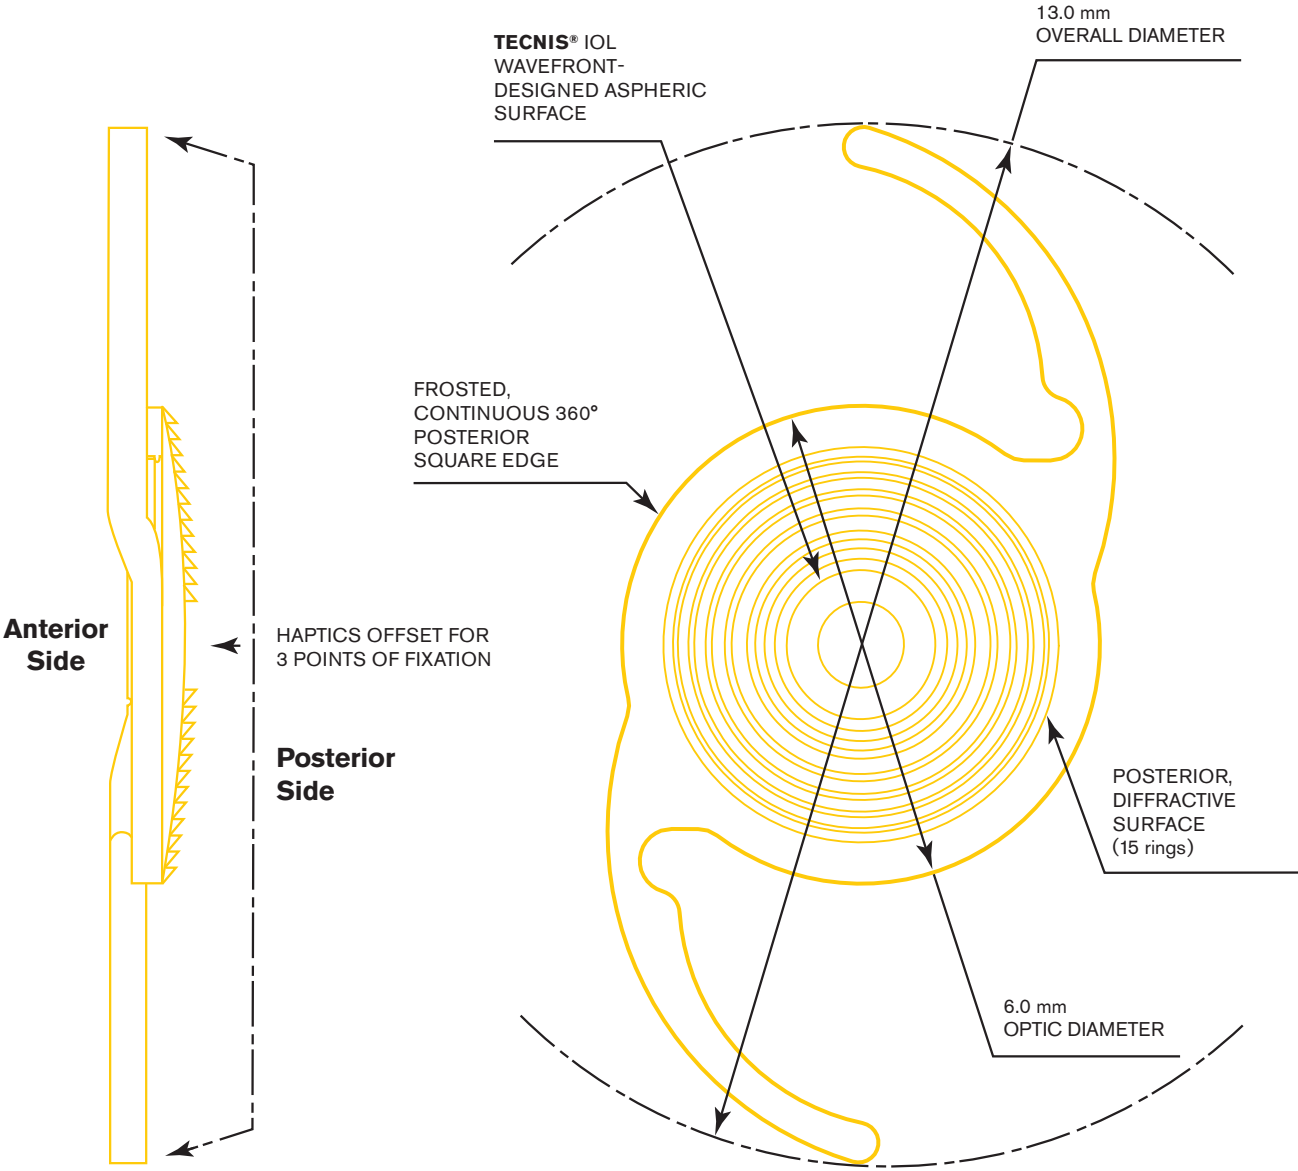 13.0 mm
OVERALL DIAMETER
TECNIS® IOL
WAVEFRONT-
DESIGNED ASPHERIC
SURFACE
FROSTED,
CONTINUOUS 360°
POSTERIOR
SQUARE EDGE
Anterior
Side
HAPTICS OFFSET FOR
3 POINTS OF FIXATION
Posterior
Side
POSTERIOR,
DIFFRACTIVE
SURFACE
(15 rings)
6.0 mm
OPTIC DIAMETER